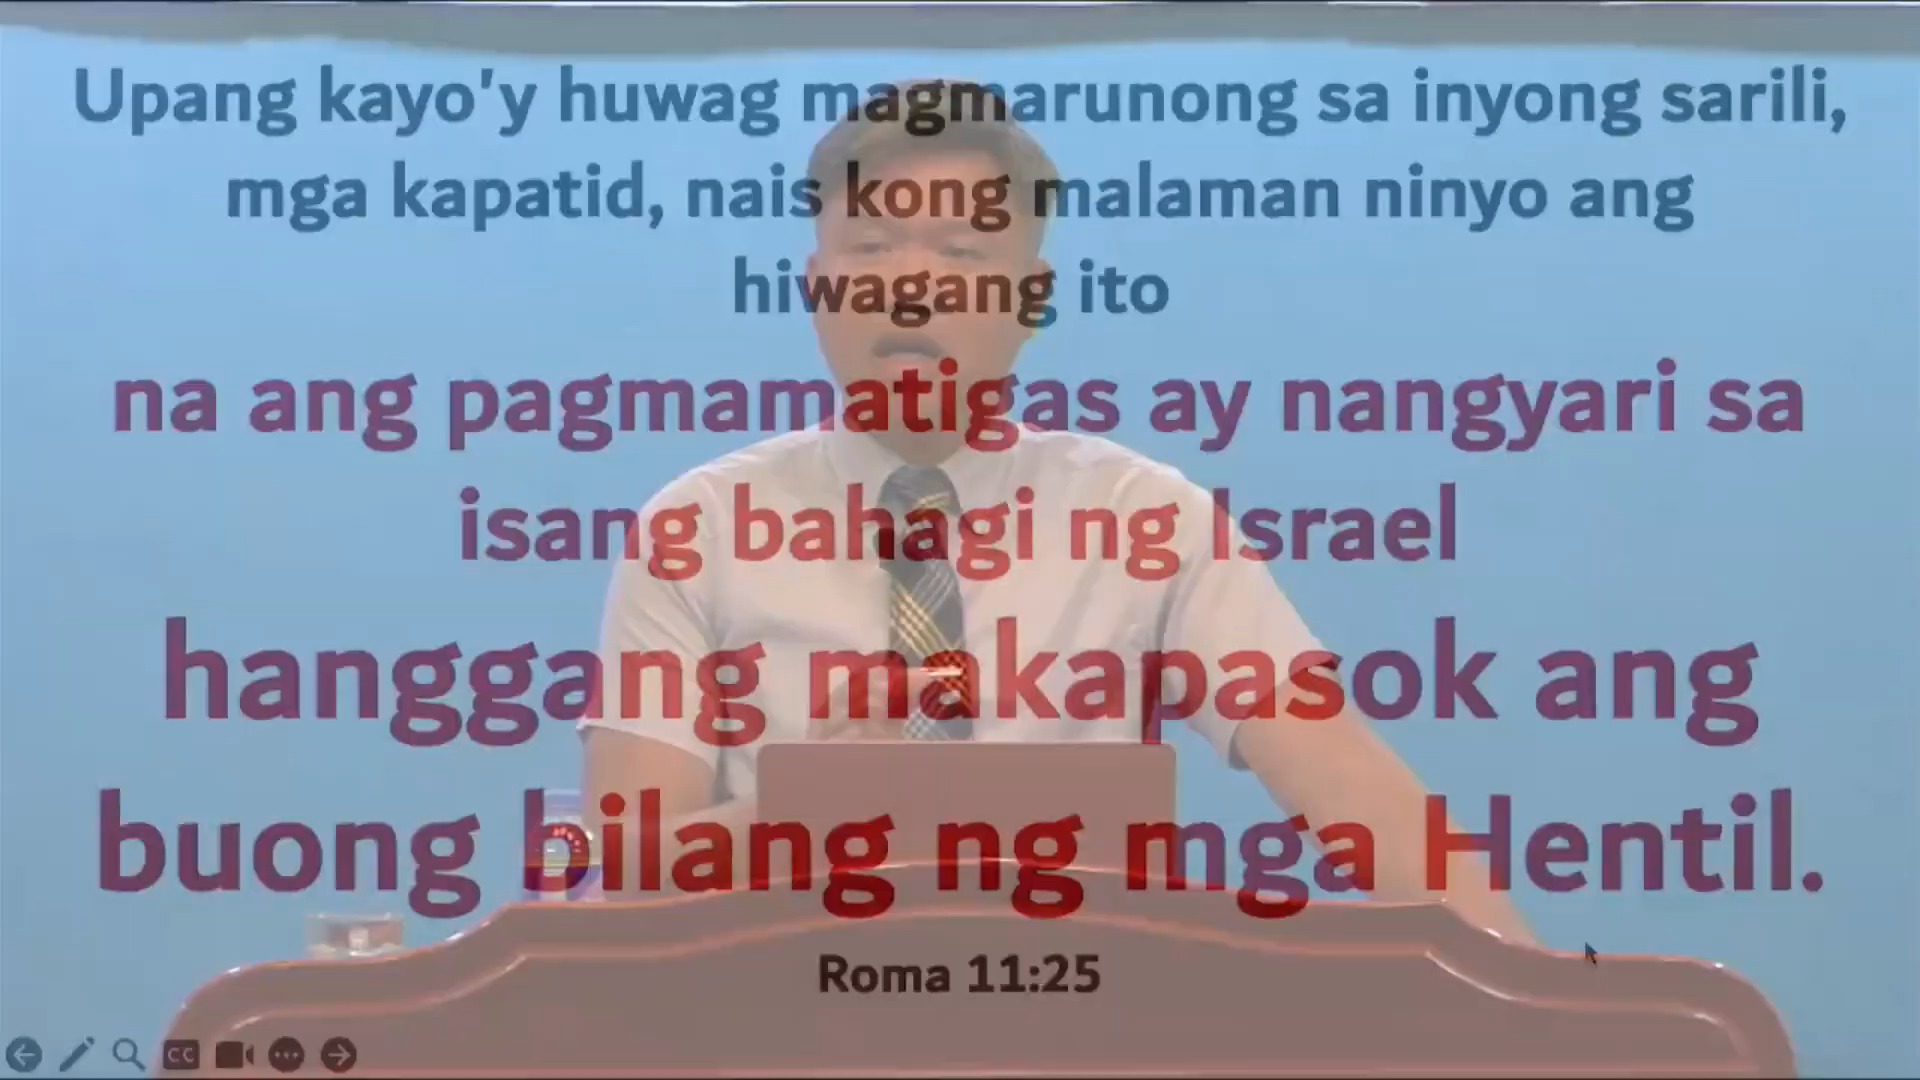 Upang kayo'y huwag magmarunong sa inyong sarili,
mga kapatid, nais kong malaman ninyo ang
hiwagang ito
na ang pagmamatigas ay nangyari sa
isang bahagi ng Israel
hanggang makapasok ang
buong bilang ng mga Hentil.
Roma 11:25
CC